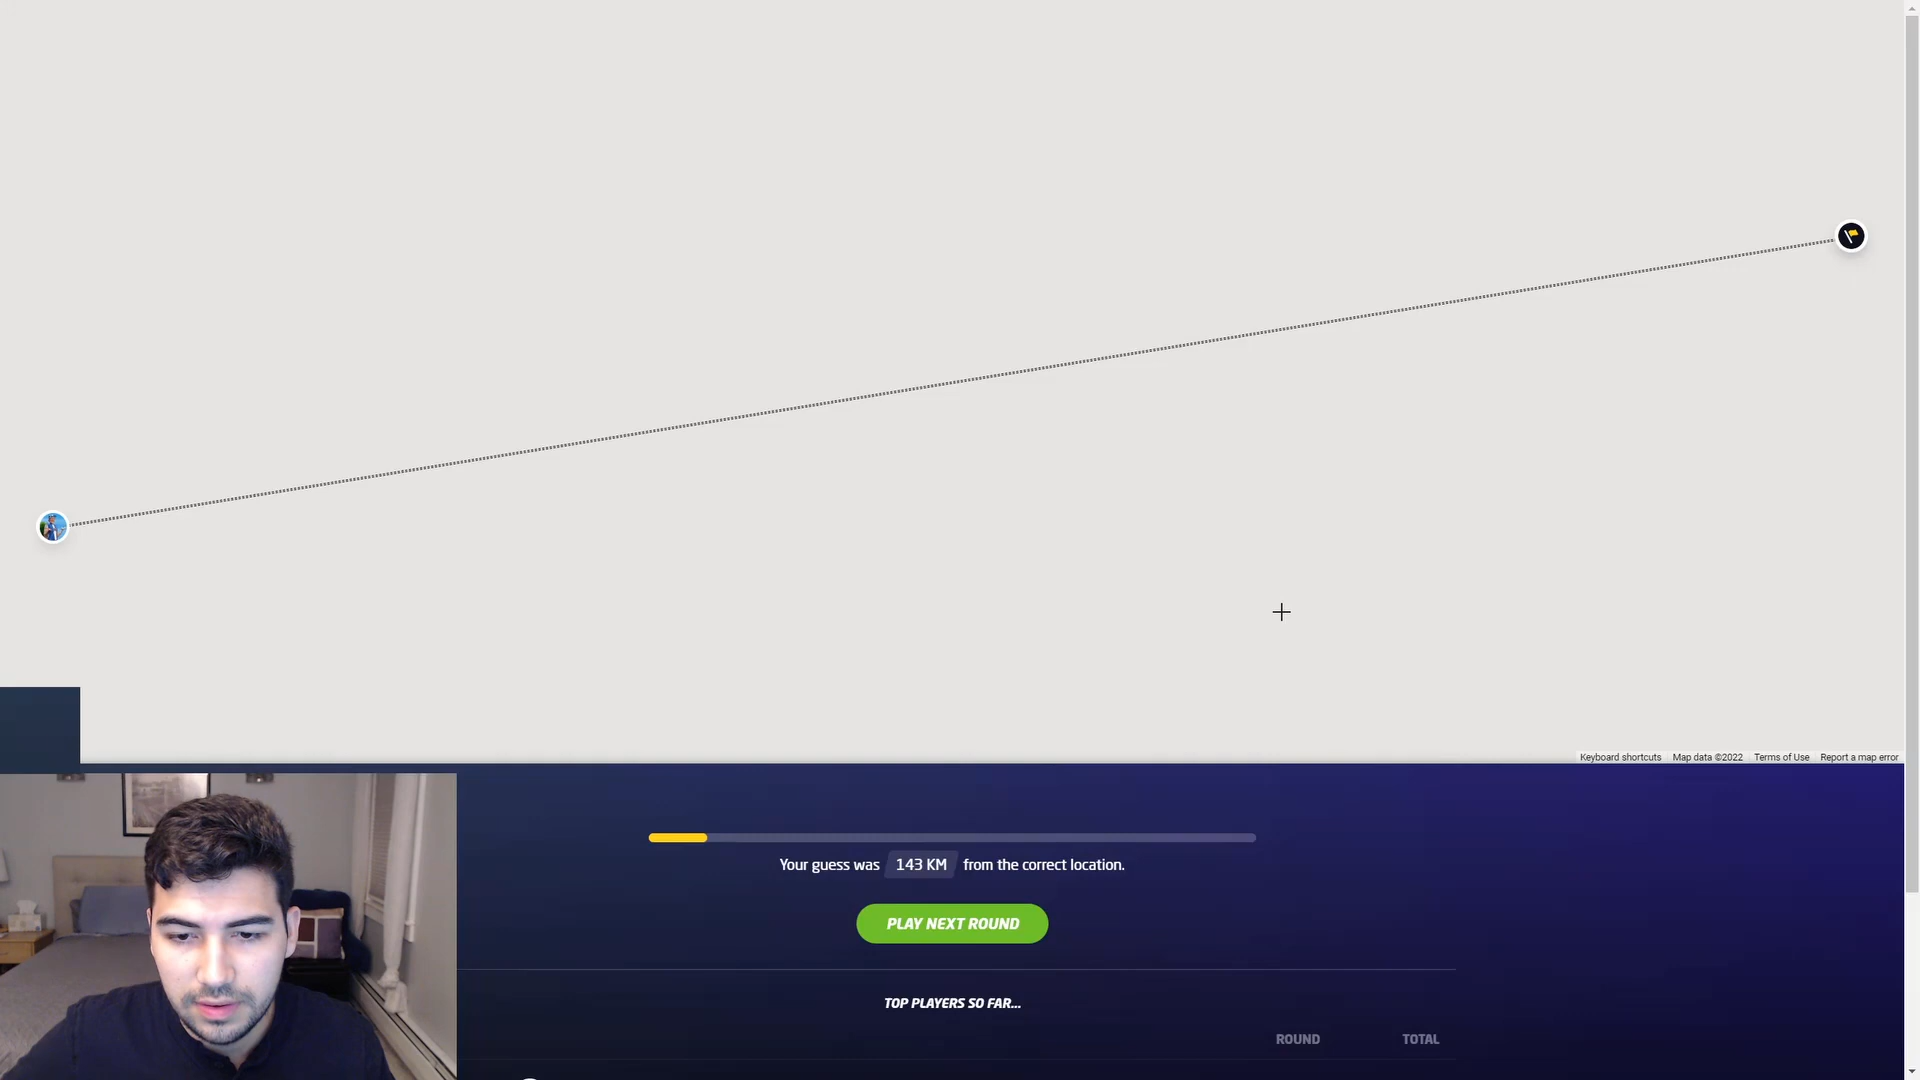 Keyboard shortcuts Map data ©2022 Terms of Use Report a map error
Your guess was 143 KM from the correct location.
PLAY NEXT ROUND
TOP PLAYERS SO FAR...
ROUND TOTAL